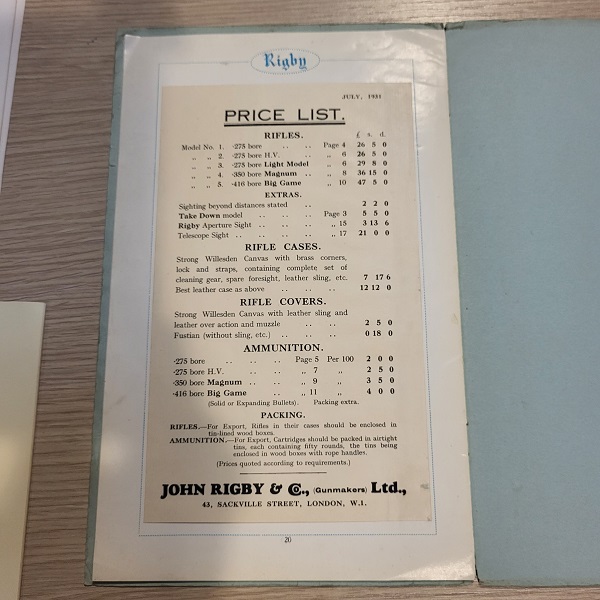 Rigby
JULY, 1931
PRICE LIST.
RIFLES. £ s. d.
Model No. 1. ·275 bore .. .. Page 4 26 5 0
„ „ 2. ·275 bore H.V. .. „ 6 26 5 0
„ „ 3. ·275 bore Light Model „ 6 29 8 0
„ „ 4. ·350 bore Magnum .. „ 8 36 15 0
„ „ 5. ·416 bore Big Game „ 10 47 5 0
EXTRAS.
Sighting beyond distances stated .. 2 2 0
Take Down model .. .. .. Page 3 5 5 0
Rigby Aperture Sight .. .. .. „ 15 3 13 6
Telescope Sight .. .. .. .. „ 17 21 0 0
RIFLE CASES.
Strong Willesden Canvas with brass corners,
lock and straps, containing complete set of
cleaning gear, spare foresight, leather sling, etc. 7 17 6
Best leather case as above .. .. .. 12 12 0
RIFLE COVERS.
Strong Willesden Canvas with leather sling and
leather over action and muzzle .. .. 2 5 0
Fustian (without sling, etc.) .. .. .. 0 18 0
AMMUNITION.
·275 bore .. .. .. Page 5 Per 100 2 0 0
·275 bore H.V. .. .. „ 7 „ 2 5 0
·350 bore Magnum .. .. „ 9 „ 3 5 0
·416 bore Big Game .. „ 11 „ 4 0 0
(Solid or Expanding Bullets). Packing extra.
PACKING.
RIFLES.—For Export, Rifles in their cases should be enclosed in
tin-lined wood boxes.
AMMUNITION.—For Export, Cartridges should be packed in airtight
tins, each containing fifty rounds, the tins being
enclosed in wood boxes with rope handles.
(Prices quoted according to requirements.)
JOHN RIGBY & Co., (Gunmakers) Ltd.,
43, SACKVILLE STREET, LONDON, W.1.
20